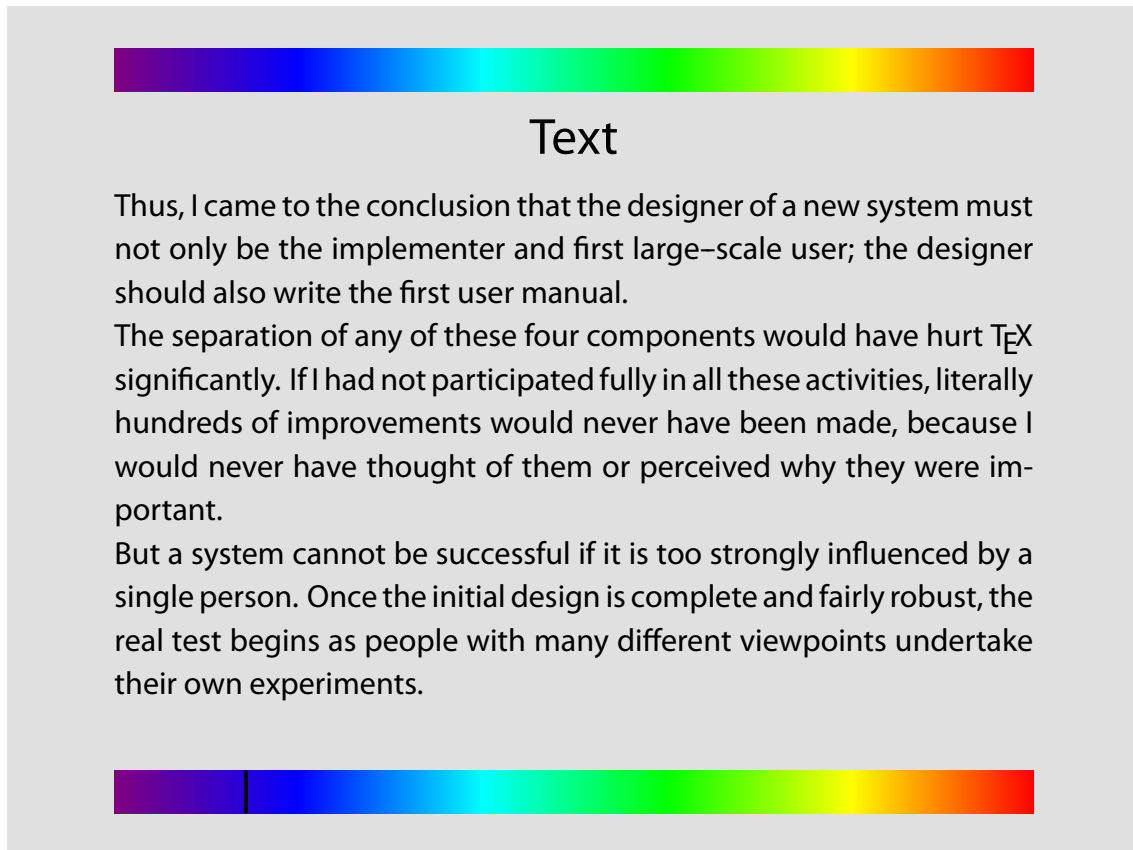 Text
Thus, I came to the conclusion that the designer of a new system must
not only be the implementer and first large–scale user; the designer
should also write the first user manual.
The separation of any of these four components would have hurt TEX
significantly. If I had not participated fully in all these activities, literally
hundreds of improvements would never have been made, because I
would never have thought of them or perceived why they were im-
portant.
But a system cannot be successful if it is too strongly influenced by a
single person. Once the initial design is complete and fairly robust, the
real test begins as people with many different viewpoints undertake
their own experiments.